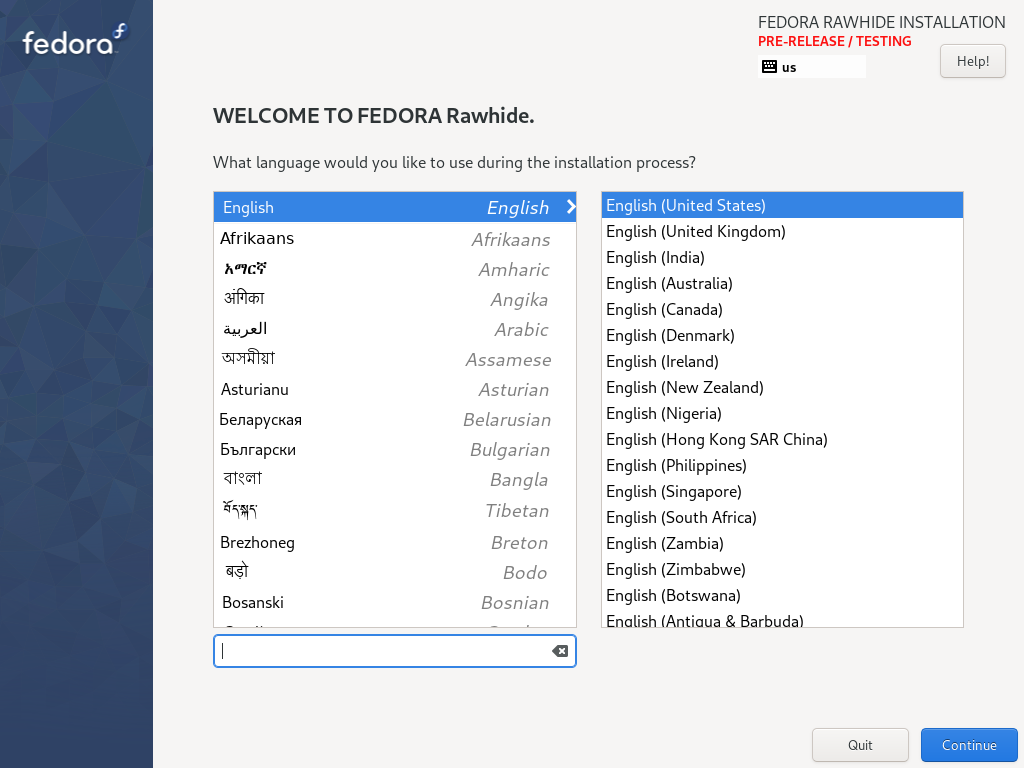 fedora
FEDORA RAWHIDE INSTALLATION
PRE-RELEASE / TESTING
us
Help!
WELCOME TO FEDORA Rawhide.
What language would you like to use during the installation process?
English English
Afrikaans Afrikaans
አማርኛ Amharic
अंगिका Angika
العربية Arabic
অসমীয়া Assamese
Asturianu Asturian
Беларуская Belarusian
Български Bulgarian
বাংলা Bangla
བོད་སྐད་ Tibetan
Brezhoneg Breton
बड़ो Bodo
Bosanski Bosnian
English (United States)
English (United Kingdom)
English (India)
English (Australia)
English (Canada)
English (Denmark)
English (Ireland)
English (New Zealand)
English (Nigeria)
English (Hong Kong SAR China)
English (Philippines)
English (Singapore)
English (South Africa)
English (Zambia)
English (Zimbabwe)
English (Botswana)
English (Antigua & Barbuda)
Quit
Continue